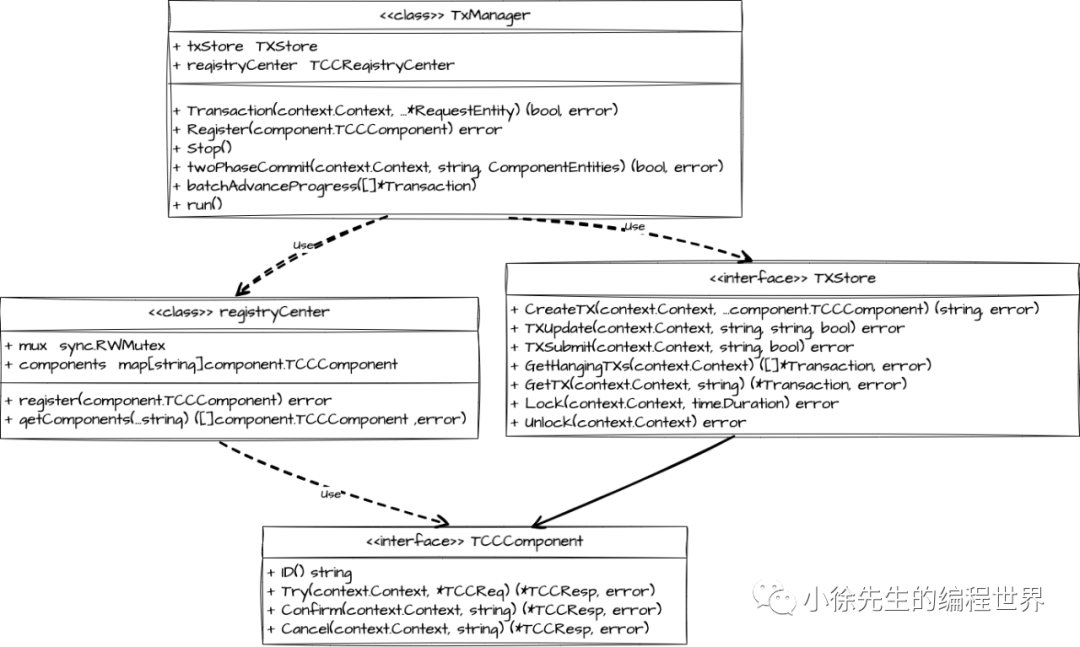 <<class>> TxManager
+ txStore TXStore
+ registryCenter TCCRegistryCenter
+ Transaction(context.Context, ...*RequestEntity) (bool, error)
+ Register(component.TCCComponent) error
+ Stop()
+ twoPhaseCommit(context.Context, string, ComponentEntities) (bool, error)
+ batchAdvanceProgress([]*Transaction)
+ run()
Use
Use
<<class>> registryCenter
+ mux sync.RWMutex
+ components map[string]component.TCCComponent
+ register(component.TCCComponent) error
+ getComponents(...string) ([]component.TCCComponent ,error)
<<interface>> TXStore
+ CreateTX(context.Context, ...component.TCCComponent) (string, error)
+ TXUpdate(context.Context, string, string, bool) error
+ TXSubmit(context.Context, string, bool) error
+ GetHangingTXs(context.Context) ([]*Transaction, error)
+ GetTX(context.Context, string) (*Transaction, error)
+ Lock(context.Context, time.Duration) error
+ Unlock(context.Context) error
Use
<<interface>> TCCComponent
+ ID() string
+ Try(context.Context, *TCCReq) (*TCCResp, error)
+ Confirm(context.Context, string) (*TCCResp, error)
+ Cancel(context.Context, string) (*TCCResp, error)
小徐先生的编程世界